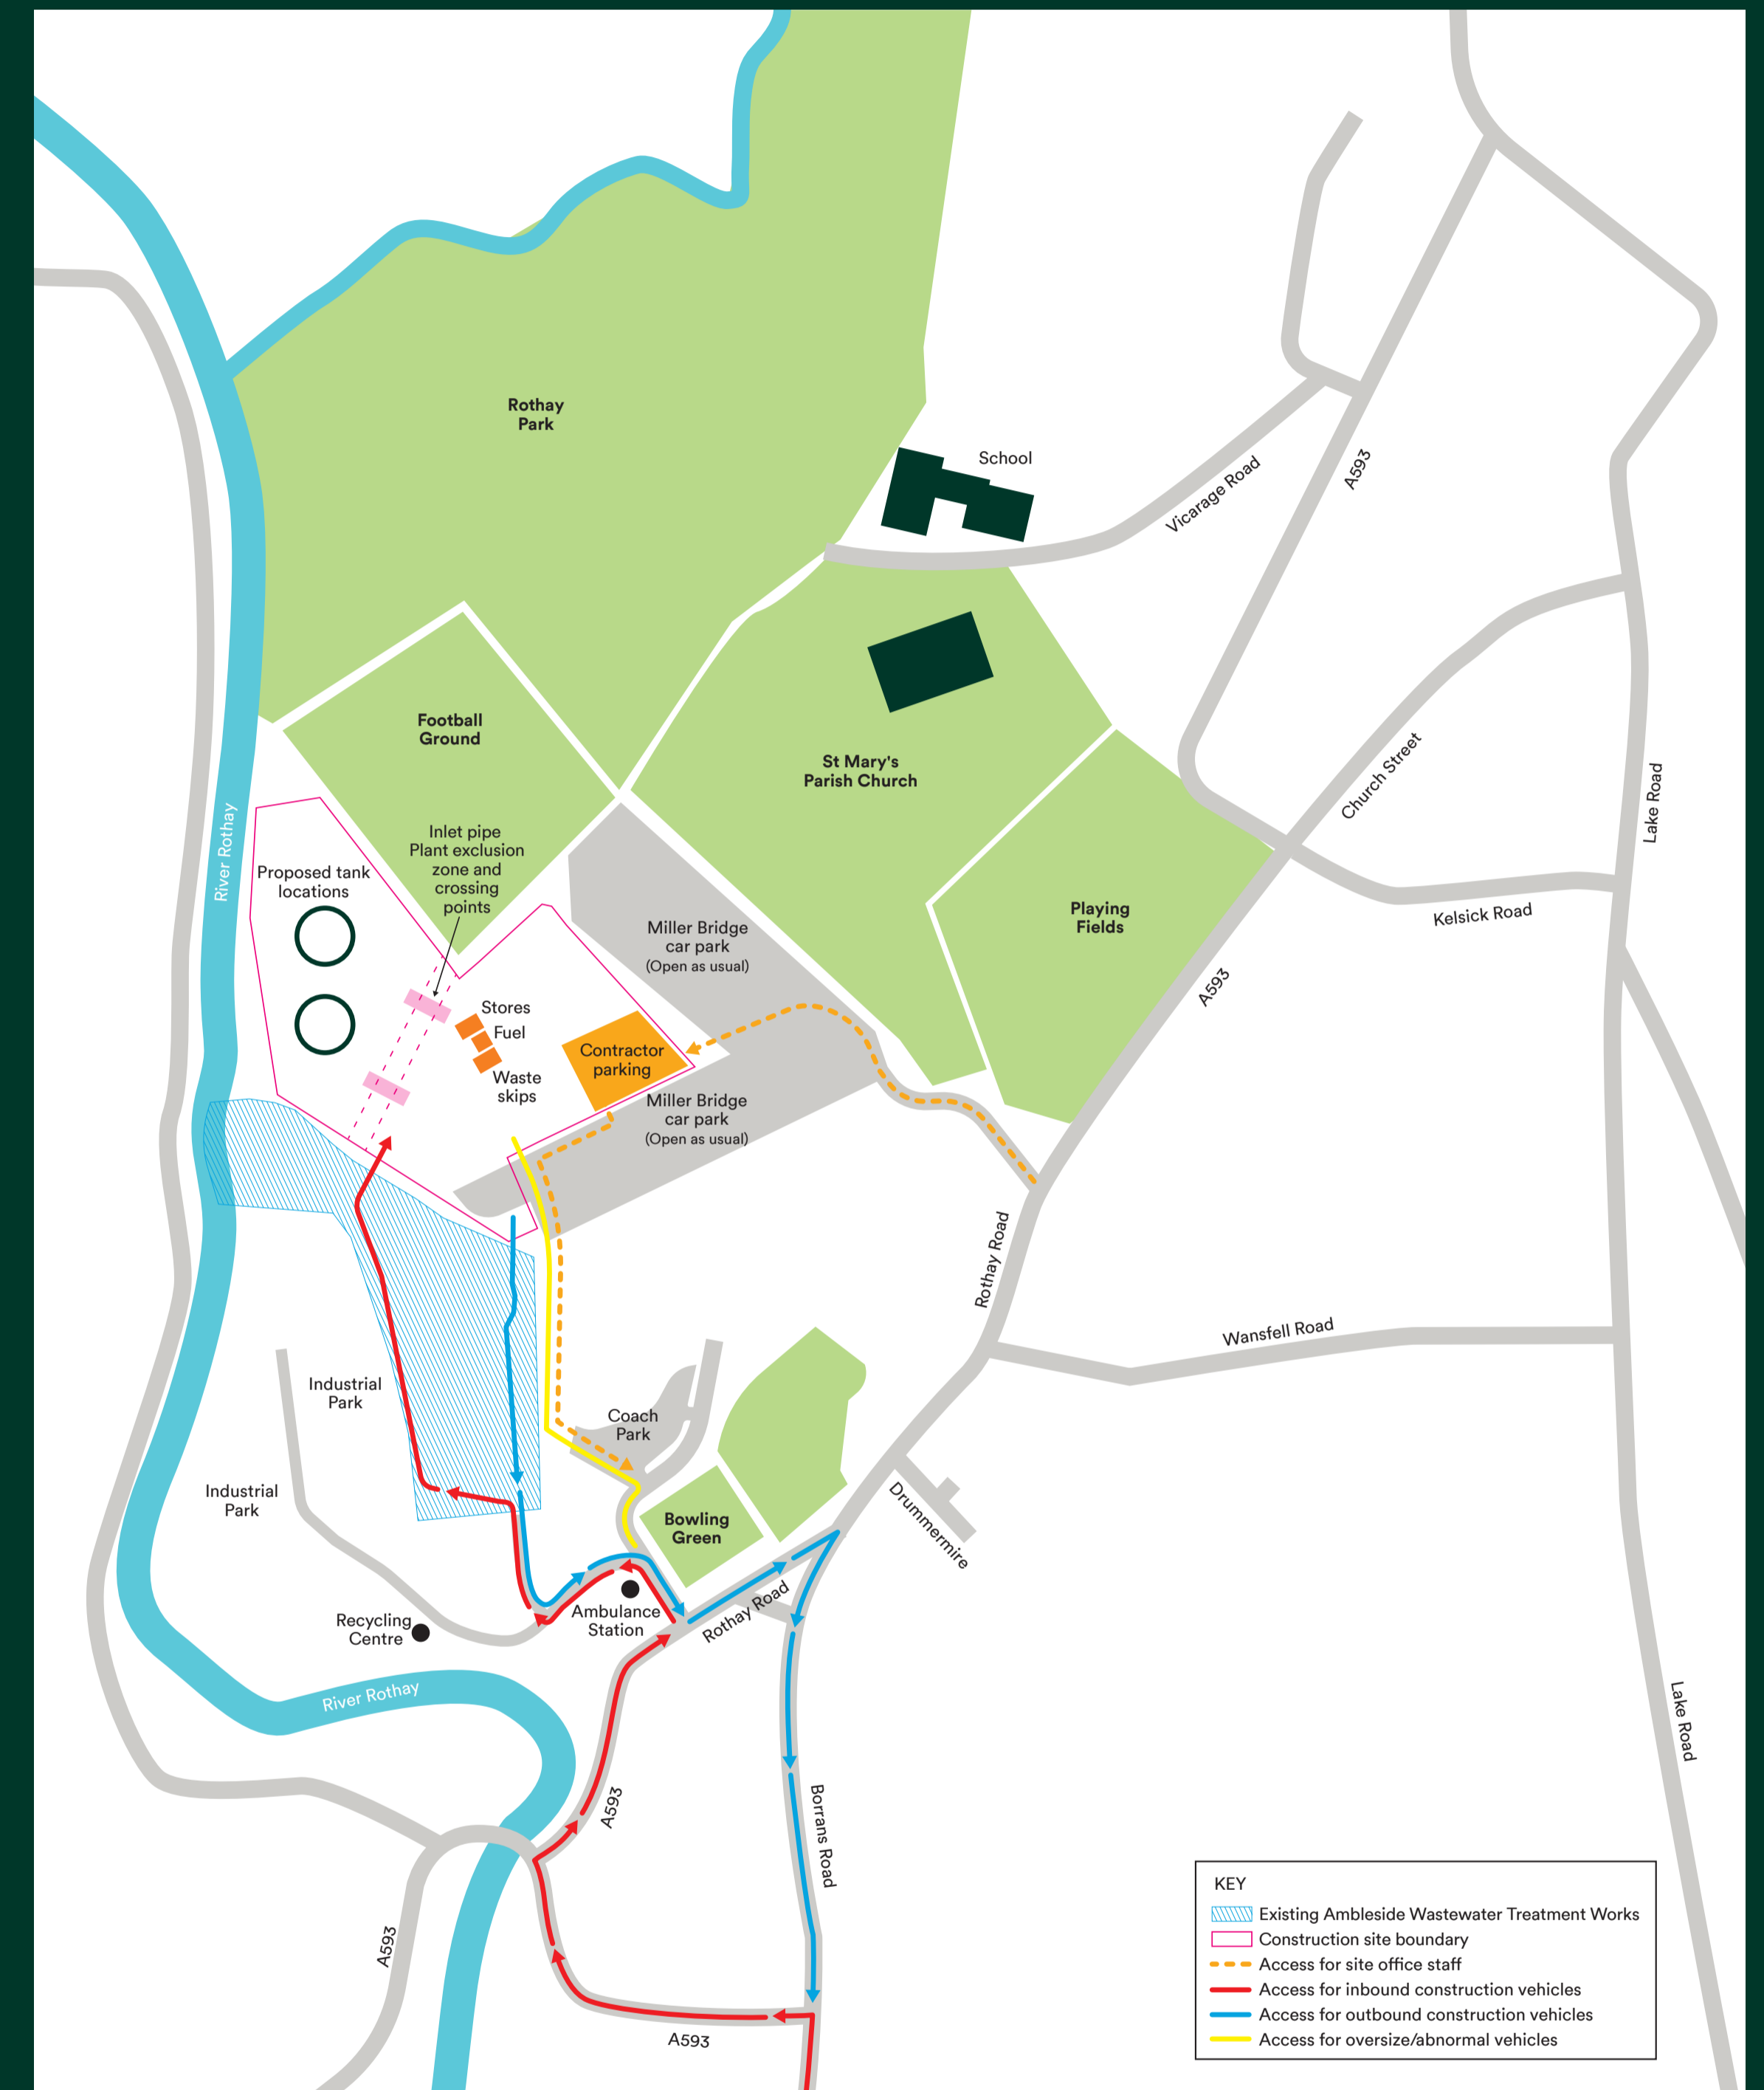 Rothay
Park
School
Vicarage Road
A593
Football
Ground
St Mary's
Parish Church
Church Street
Lake Road
River Rothay
Inlet pipe
Plant exclusion
zone and
crossing
points
Proposed tank
locations
Miller Bridge
car park
(Open as usual)
Playing
Fields
Kelsick Road
A593
Stores
Fuel
Waste
skips
Contractor
parking
Miller Bridge
car park
(Open as usual)
Rothay Road
Wansfell Road
Industrial
Park
Coach
Park
Industrial
Park
Bowling
Green
Drummermire
Recycling
Centre
Ambulance
Station
Rothay Road
River Rothay
Lake Road
A593
Borrans Road
A593
A593
KEY
Existing Ambleside Wastewater Treatment Works
Construction site boundary
Access for site office staff
Access for inbound construction vehicles
Access for outbound construction vehicles
Access for oversize/abnormal vehicles